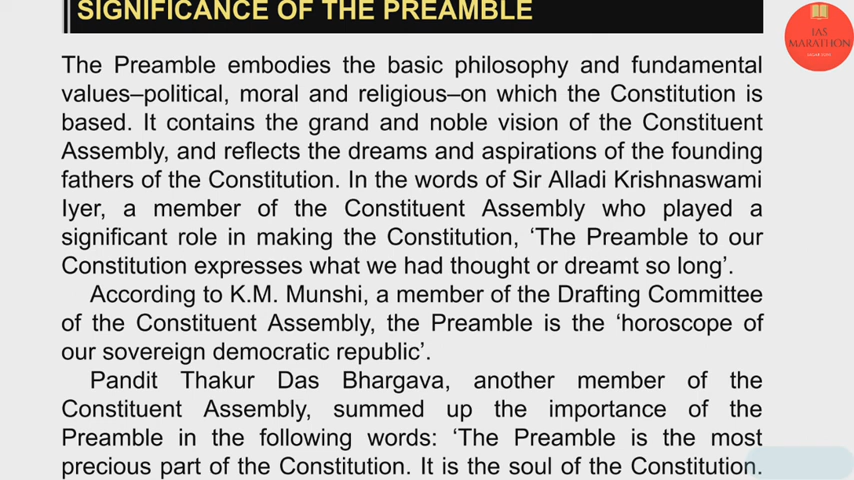 SIGNIFICANCE OF THE PREAMBLE
IAS
MARATHON
The Preamble embodies the basic philosophy and fundamental
values–political, moral and religious–on which the Constitution is
based. It contains the grand and noble vision of the Constituent
Assembly, and reflects the dreams and aspirations of the founding
fathers of the Constitution. In the words of Sir Alladi Krishnaswami
Iyer, a member of the Constituent Assembly who played a
significant role in making the Constitution, ‘The Preamble to our
Constitution expresses what we had thought or dreamt so long’.
According to K.M. Munshi, a member of the Drafting Committee
of the Constituent Assembly, the Preamble is the ‘horoscope of
our sovereign democratic republic’.
Pandit Thakur Das Bhargava, another member of the
Constituent Assembly, summed up the importance of the
Preamble in the following words: ‘The Preamble is the most
precious part of the Constitution. It is the soul of the Constitution.